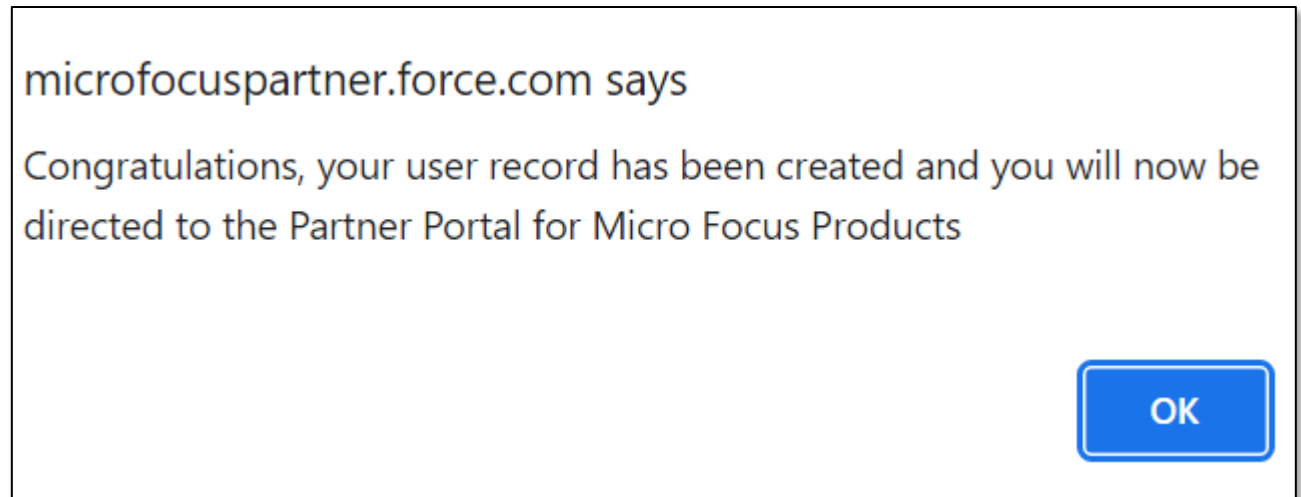 microfocuspartner.force.com says
Congratulations, your user record has been created and you will now be
directed to the Partner Portal for Micro Focus Products
OK